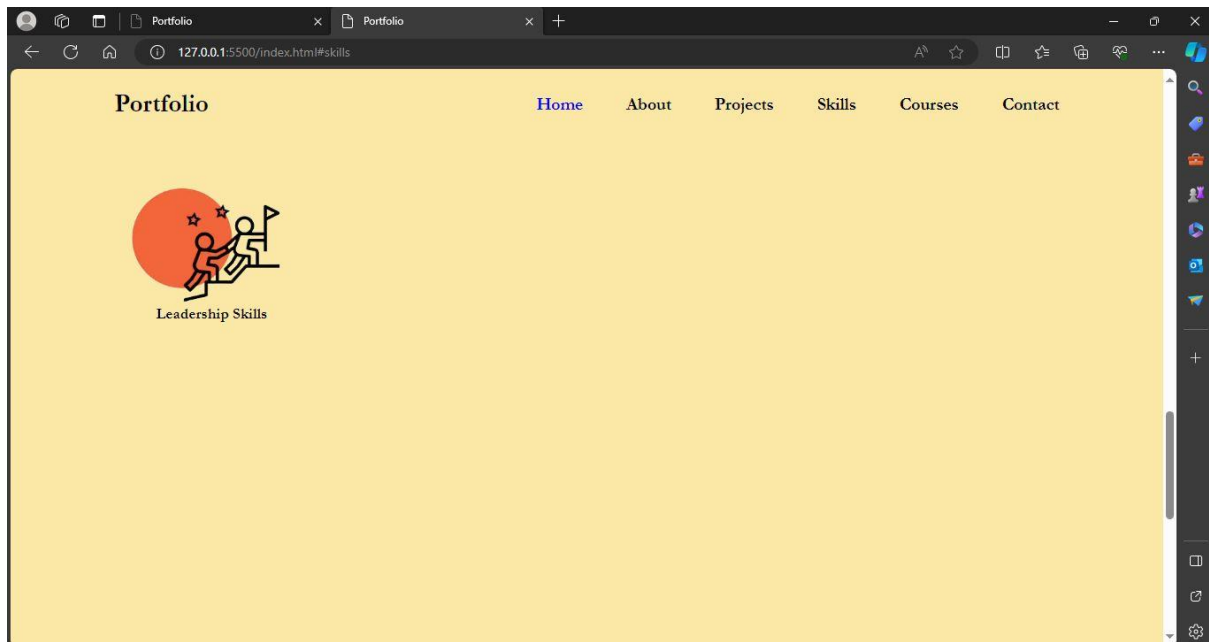 Portfolio
Portfolio
127.0.0.1:5500/index.html#skills
Portfolio Home About Projects Skills Courses Contact
Leadership Skills